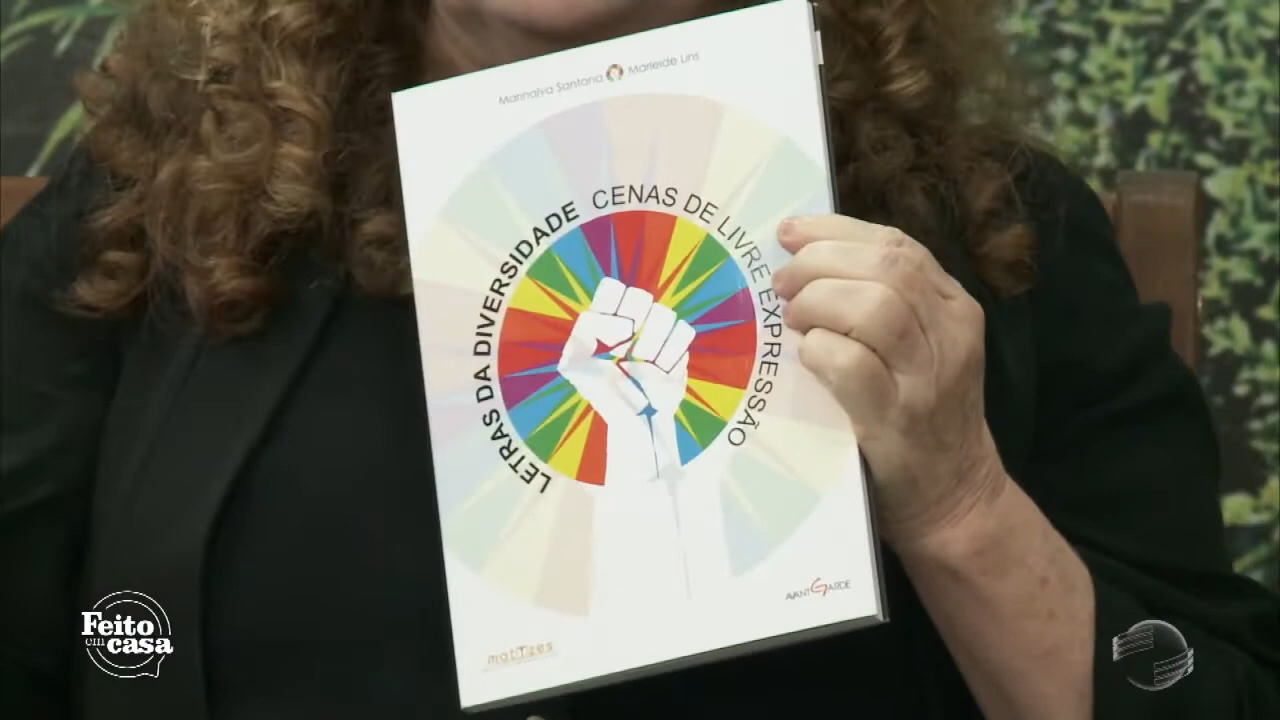 Marinalva Santana Marleide Lins
LETRAS DA DIVERSIDADE CENAS DE LIVRE EXPRESSÃO
AVANT GARDE
matizes
Feito
em
casa